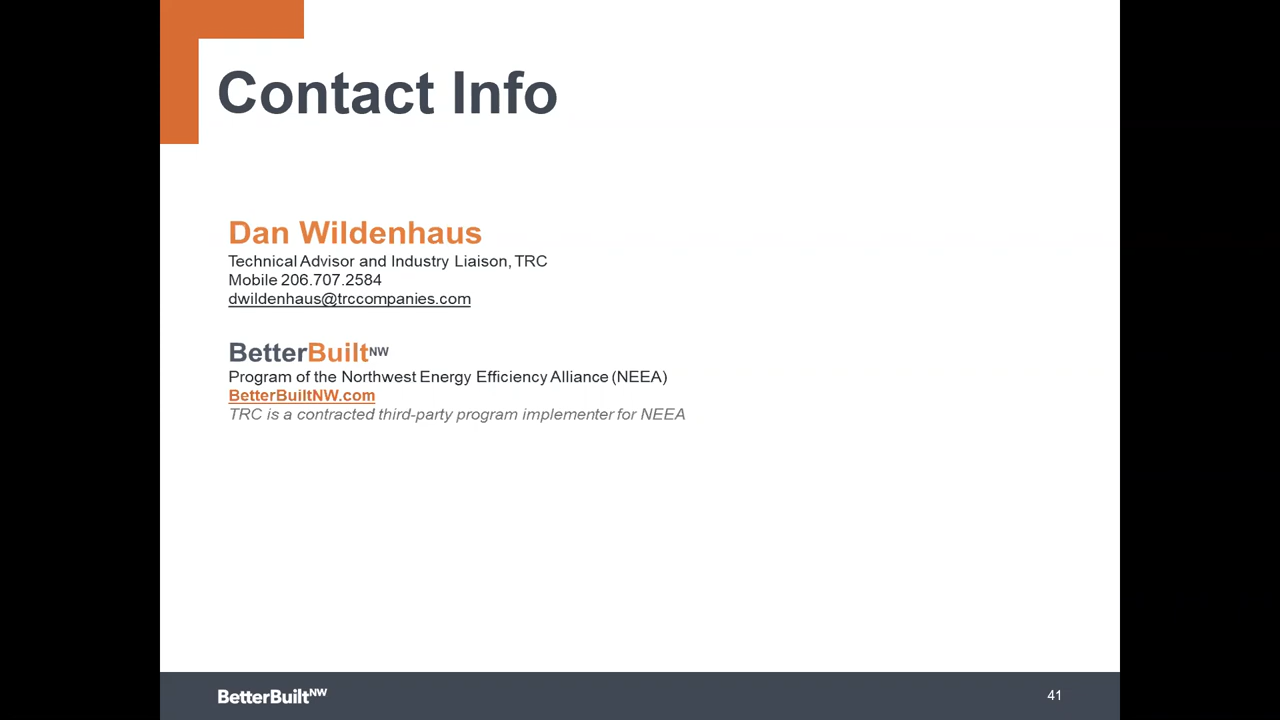 Contact Info
Dan Wildenhaus
Technical Advisor and Industry Liaison, TRC
Mobile 206.707.2584
dwildenhaus@trccompanies.com
BetterBuiltNW
Program of the Northwest Energy Efficiency Alliance (NEEA)
BetterBuiltNW.com
TRC is a contracted third-party program implementer for NEEA
BetterBuiltNW
41